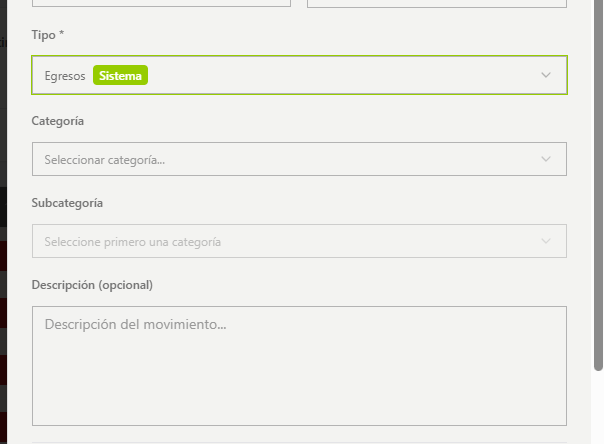 Tipo *
Egresos Sistema
Categoría
Seleccionar categoría...
Subcategoría
Seleccione primero una categoría
Descripción (opcional)
Descripción del movimiento...